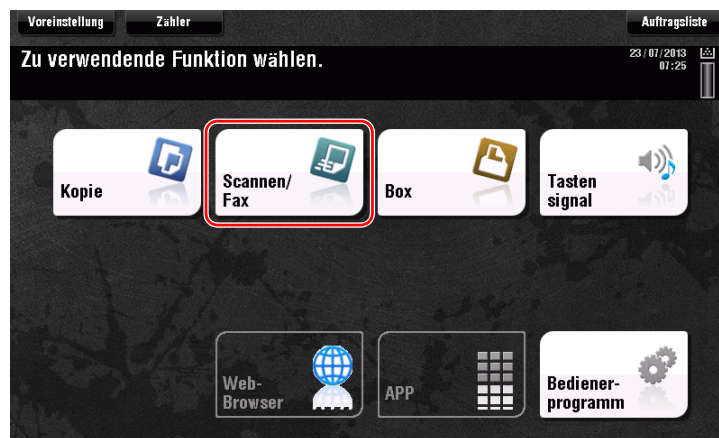 Voreinstellung Zähler Auftragsliste
Zu verwendende Funktion wählen.
23/07/2013
07:25
Kopie
Scannen/
Fax
Box
Tasten
signal
Web-
Browser
APP
Bediener-
programm